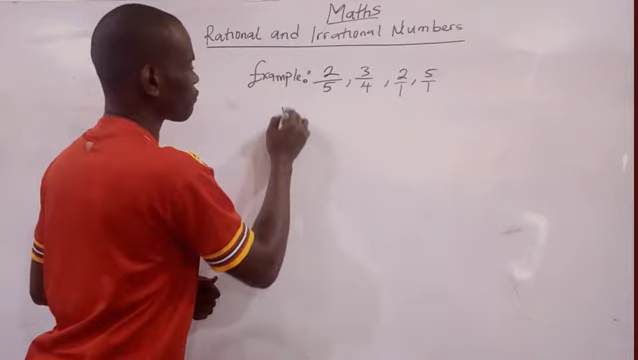 Maths
Rational and Irrational Numbers
Example: 2/5, 3/4, 2/1, 5/1